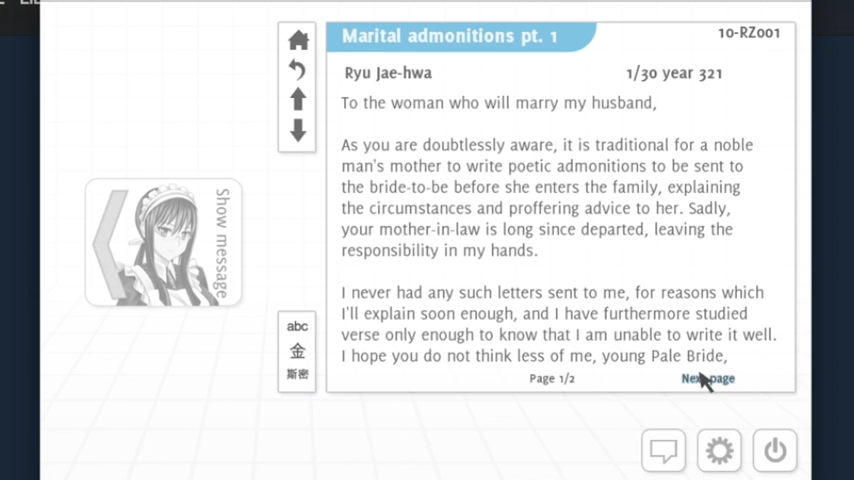 Marital admonitions pt. 1
10-RZ001
Ryu Jae-hwa
1/30 year 321
To the woman who will marry my husband,
As you are doubtlessly aware, it is traditional for a noble
man's mother to write poetic admonitions to be sent to
the bride-to-be before she enters the family, explaining
the circumstances and proffering advice to her. Sadly,
your mother-in-law is long since departed, leaving the
responsibility in my hands.
I never had any such letters sent to me, for reasons which
I'll explain soon enough, and I have furthermore studied
verse only enough to know that I am unable to write it well.
I hope you do not think less of me, young Pale Bride,
Page 1/2
Next page
Show message
abc
金
斯密